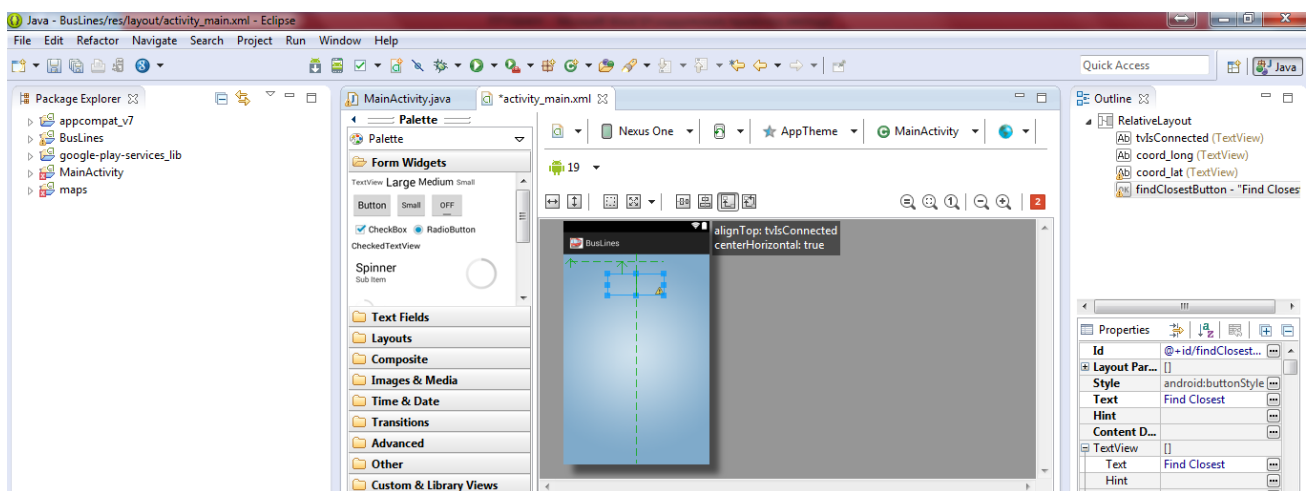 Java - BusLines/res/layout/activity_main.xml - Eclipse
File Edit Refactor Navigate Search Project Run Window Help
Quick Access
Java
Package Explorer
appcompat_v7
BusLines
google-play-services_lib
MainActivity
maps
MainActivity.java
*activity_main.xml
Palette
Palette
Form Widgets
TextView Large Medium Small
Button Small OFF
CheckBox RadioButton
CheckedTextView
Spinner
Sub Item
Text Fields
Layouts
Composite
Images & Media
Time & Date
Transitions
Advanced
Other
Custom & Library Views
Nexus One AppTheme MainActivity
19
2
BusLines
alignTop: tvIsConnected
centerHorizontal: true
Outline
RelativeLayout
Ab tvIsConnected (TextView)
Ab coord_long (TextView)
Ab coord_lat (TextView)
OK findClosestButton - "Find Closes
Properties
Id @+id/findClosest...
Layout Par... []
Style android:buttonStyle
Text Find Closest
Hint
Content D...
TextView []
Text Find Closest
Hint